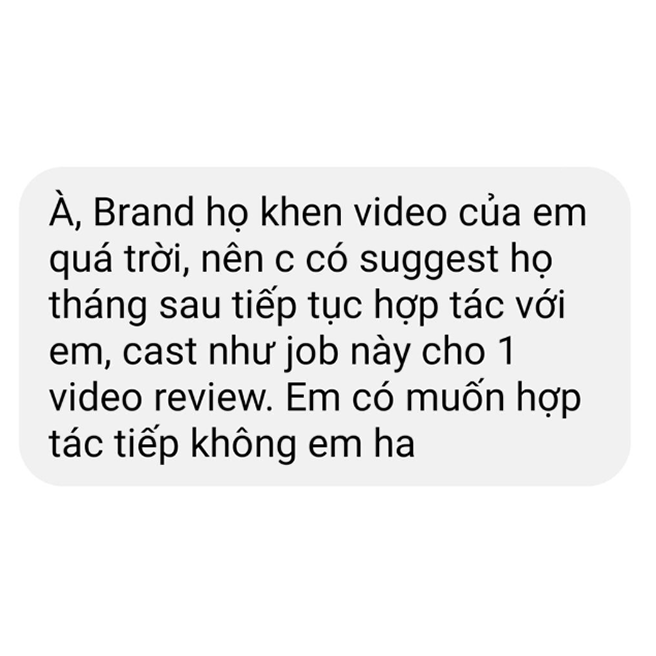 À, Brand họ khen video của em
quá trời, nên c có suggest họ
tháng sau tiếp tục hợp tác với
em, cast như job này cho 1
video review. Em có muốn hợp
tác tiếp không em ha